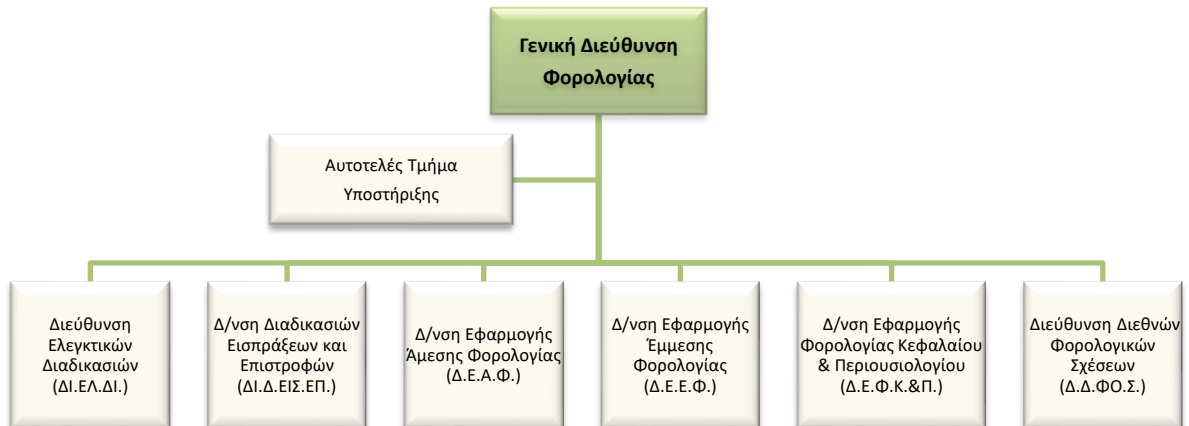 Γενική Διεύθυνση
Φορολογίας
Αυτοτελές Τμήμα
Υποστήριξης
Διεύθυνση
Ελεγκτικών
Διαδικασιών
(ΔΙ.ΕΛ.ΔΙ.)
Δ/νση Διαδικασιών
Εισπράξεων και
Επιστροφών
(ΔΙ.Δ.ΕΙΣ.ΕΠ.)
Δ/νση Εφαρμογής
Άμεσης Φορολογίας
(Δ.Ε.Α.Φ.)
Δ/νση Εφαρμογής
Έμμεσης
Φορολογίας
(Δ.Ε.Ε.Φ.)
Δ/νση Εφαρμογής
Φορολογίας Κεφαλαίου
& Περιουσιολογίου
(Δ.Ε.Φ.Κ.&Π.)
Διεύθυνση Διεθνών
Φορολογικών
Σχέσεων
(Δ.Δ.ΦΟ.Σ.)